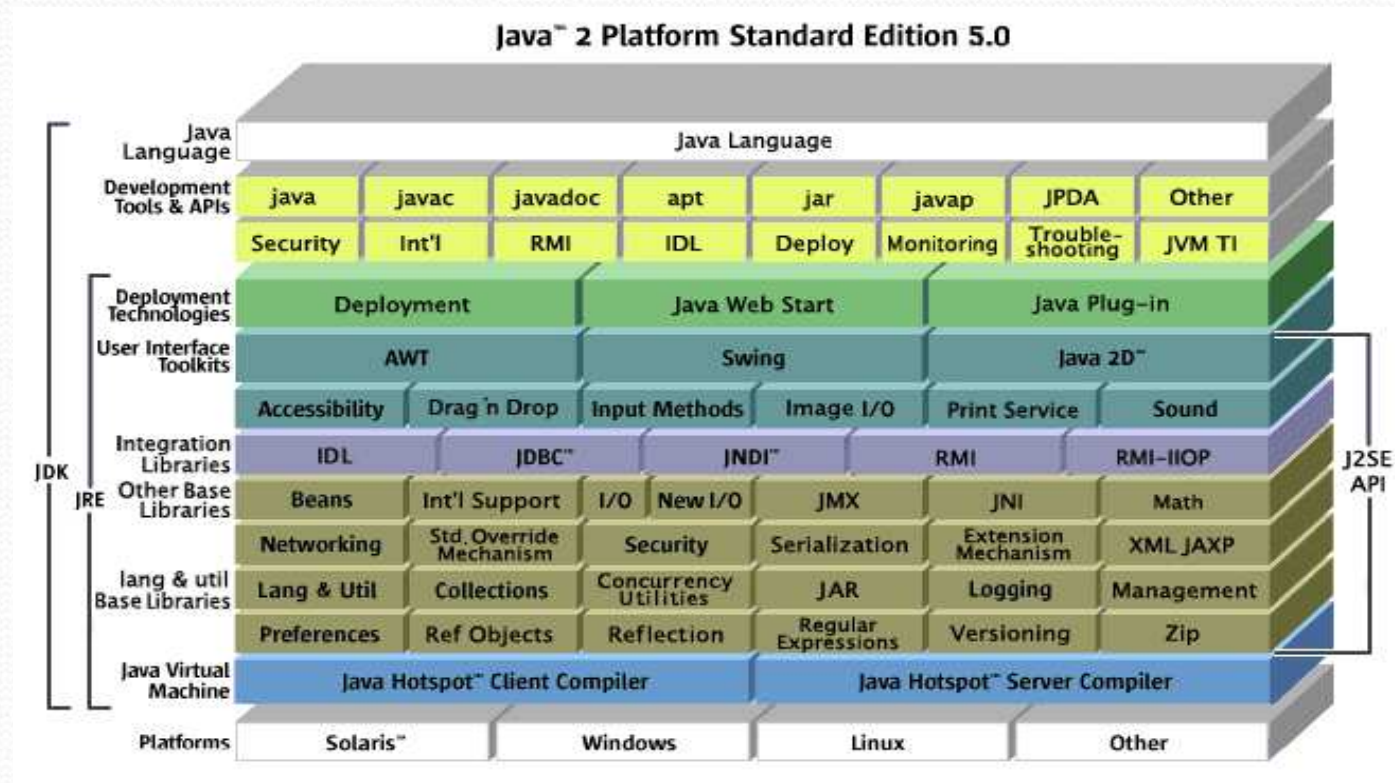 Java™ 2 Platform Standard Edition 5.0
Java
Language
Java Language
Development
Tools & APIs
java javac javadoc apt jar javap JPDA Other
Security Int'l RMI IDL Deploy Monitoring Trouble-
shooting JVM TI
Deployment
Technologies
Deployment Java Web Start Java Plug-in
User Interface
Toolkits
AWT Swing Java 2D™
Accessibility Drag'n Drop Input Methods Image I/O Print Service Sound
Integration
Libraries
IDL JDBC™ JNDI™ RMI RMI-IIOP
JDK
JRE
J2SE
API
Other Base
Libraries
Beans Int'l Support I/O New I/O JMX JNI Math
Networking Std. Override
Mechanism Security Serialization Extension
Mechanism XML JAXP
lang & util
Base Libraries
Lang & Util Collections Concurrency
Utilities JAR Logging Management
Preferences Ref Objects Reflection Regular
Expressions Versioning Zip
Java Virtual
Machine
Java Hotspot™ Client Compiler Java Hotspot™ Server Compiler
Platforms
Solaris™ Windows Linux Other